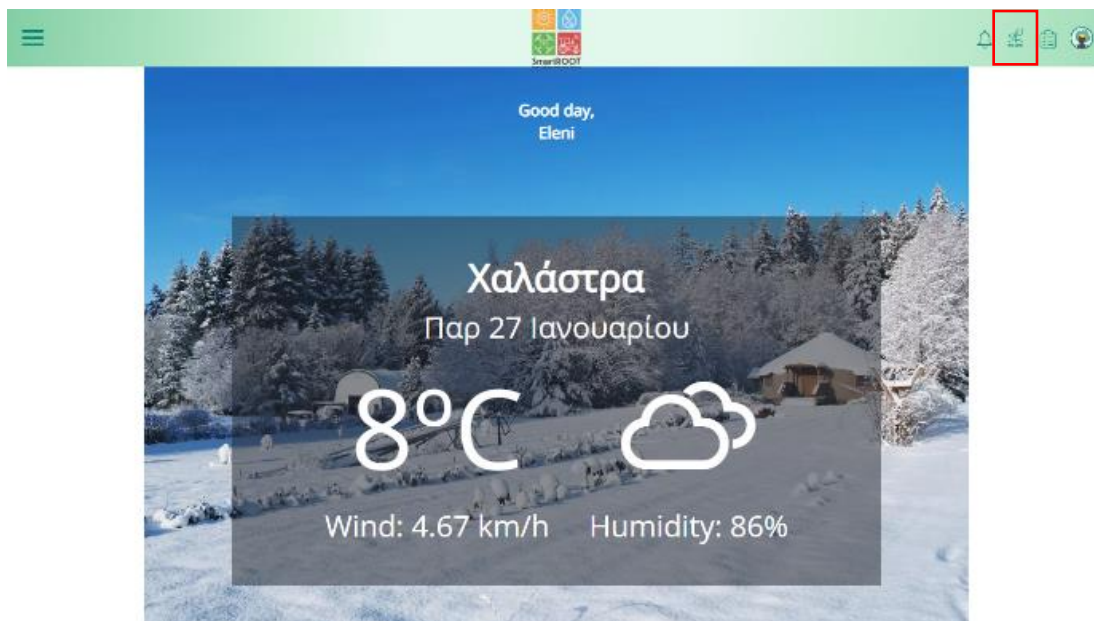 SmartROOT
Good day,
Eleni
Χαλάστρα
Παρ 27 Ιανουαρίου
8°C
Wind: 4.67 km/h Humidity: 86%